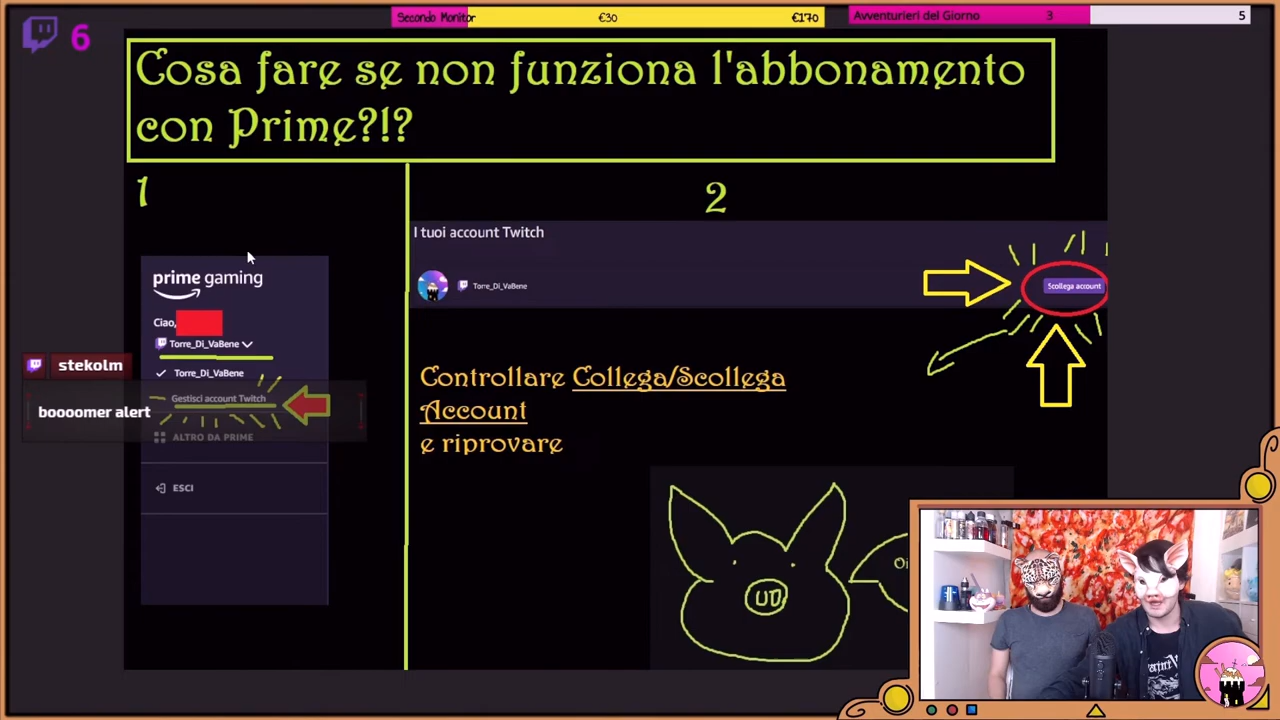 6
Secondo Monitor €30 €170
Avventurieri del Giorno 3 5
Cosa fare se non funziona l'abbonamento
con Prime?!?
1
2
I tuoi account Twitch
Torre_Di_VaBene
Scollega account
prime gaming
Ciao,
Torre_Di_VaBene
Torre_Di_VaBene
Gestisci account Twitch
ALTRO DA PRIME
ESCI
stekolm
boooomer alert
Controllare Collega/Scollega
Account
e riprovare
Oi